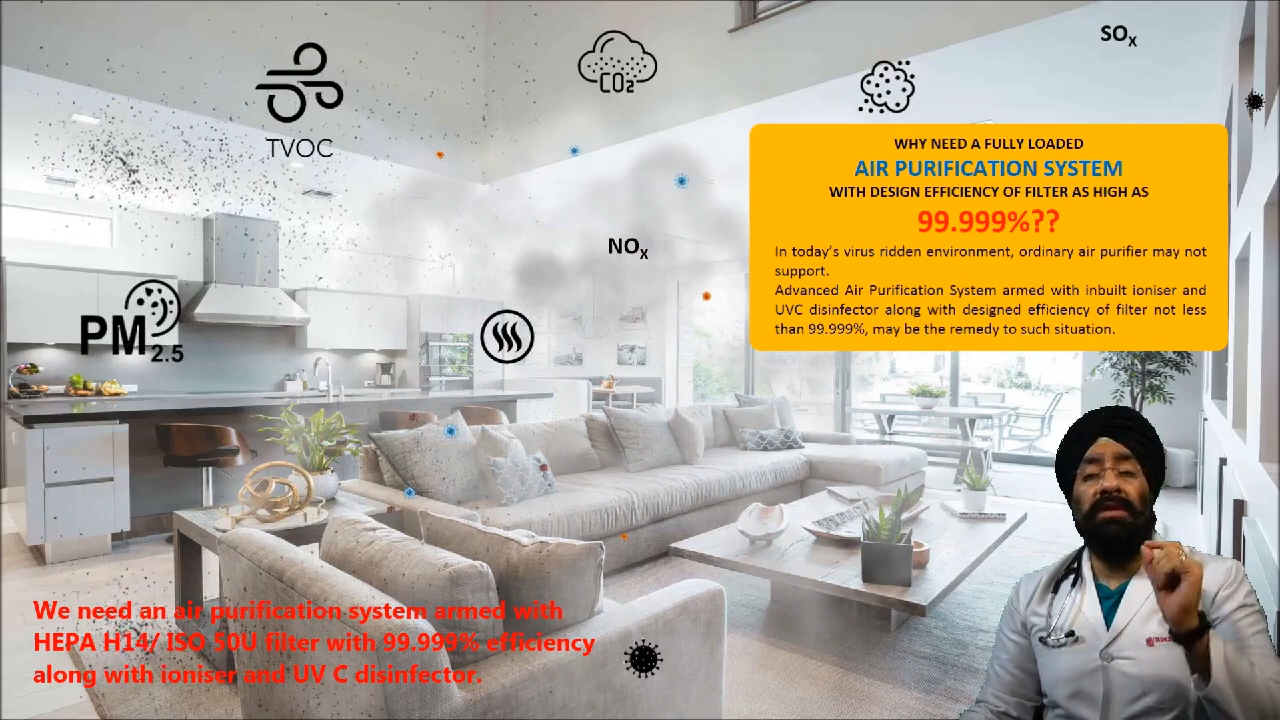 SOx
CO2
TVOC
WHY NEED A FULLY LOADED
AIR PURIFICATION SYSTEM
WITH DESIGN EFFICIENCY OF FILTER AS HIGH AS
99.999%??
In today's virus ridden environment, ordinary air purifier may not
support.
Advanced Air Purification System armed with inbuilt ioniser and
UVC disinfector along with designed efficiency of filter not less
than 99.999%, may be the remedy to such situation.
NOx
PM2.5
We need an air purification system armed with
HEPA H14/ ISO 50U filter with 99.999% efficiency
along with ioniser and UV C disinfector.